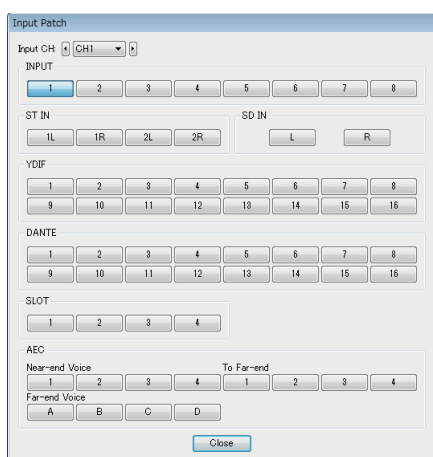 Input Patch
Input CH: CH1
INPUT
1 2 3 4 5 6 7 8
ST IN SD IN
1L 1R 2L 2R L R
YDIF
1 2 3 4 5 6 7 8
9 10 11 12 13 14 15 16
DANTE
1 2 3 4 5 6 7 8
9 10 11 12 13 14 15 16
SLOT
1 2 3 4
AEC
Near-end Voice To Far-end
1 2 3 4 1 2 3 4
Far-end Voice
A B C D
Close